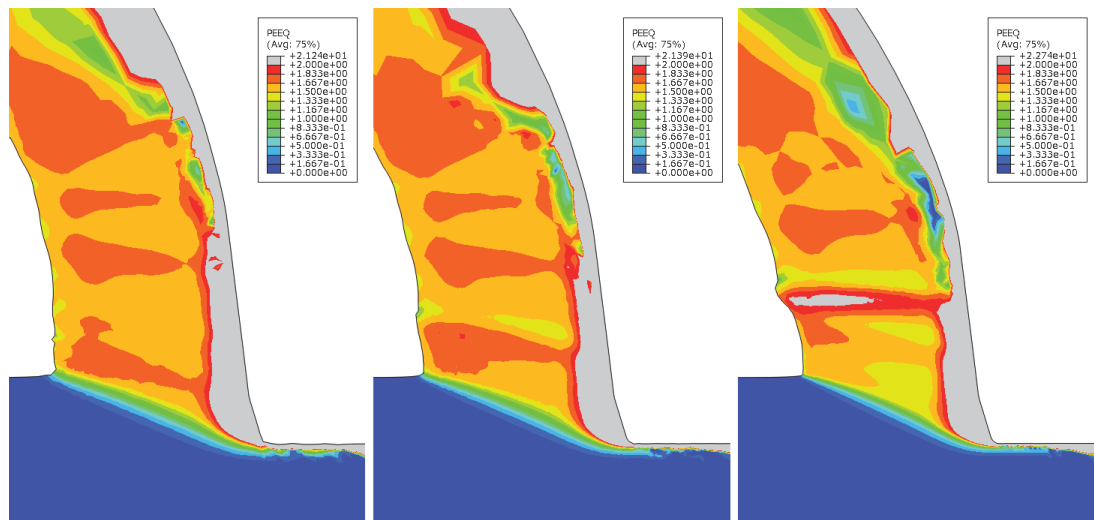 PEEQ
(Avg: 75%)
+2.124e+01
+2.000e+00
+1.833e+00
+1.667e+00
+1.500e+00
+1.333e+00
+1.167e+00
+1.000e+00
+8.333e-01
+6.667e-01
+5.000e-01
+3.333e-01
+1.667e-01
+0.000e+00
PEEQ
(Avg: 75%)
+2.139e+01
+2.000e+00
+1.833e+00
+1.667e+00
+1.500e+00
+1.333e+00
+1.167e+00
+1.000e+00
+8.333e-01
+6.667e-01
+5.000e-01
+3.333e-01
+1.667e-01
+0.000e+00
PEEQ
(Avg: 75%)
+2.274e+01
+2.000e+00
+1.833e+00
+1.667e+00
+1.500e+00
+1.333e+00
+1.167e+00
+1.000e+00
+8.333e-01
+6.667e-01
+5.000e-01
+3.333e-01
+1.667e-01
+0.000e+00